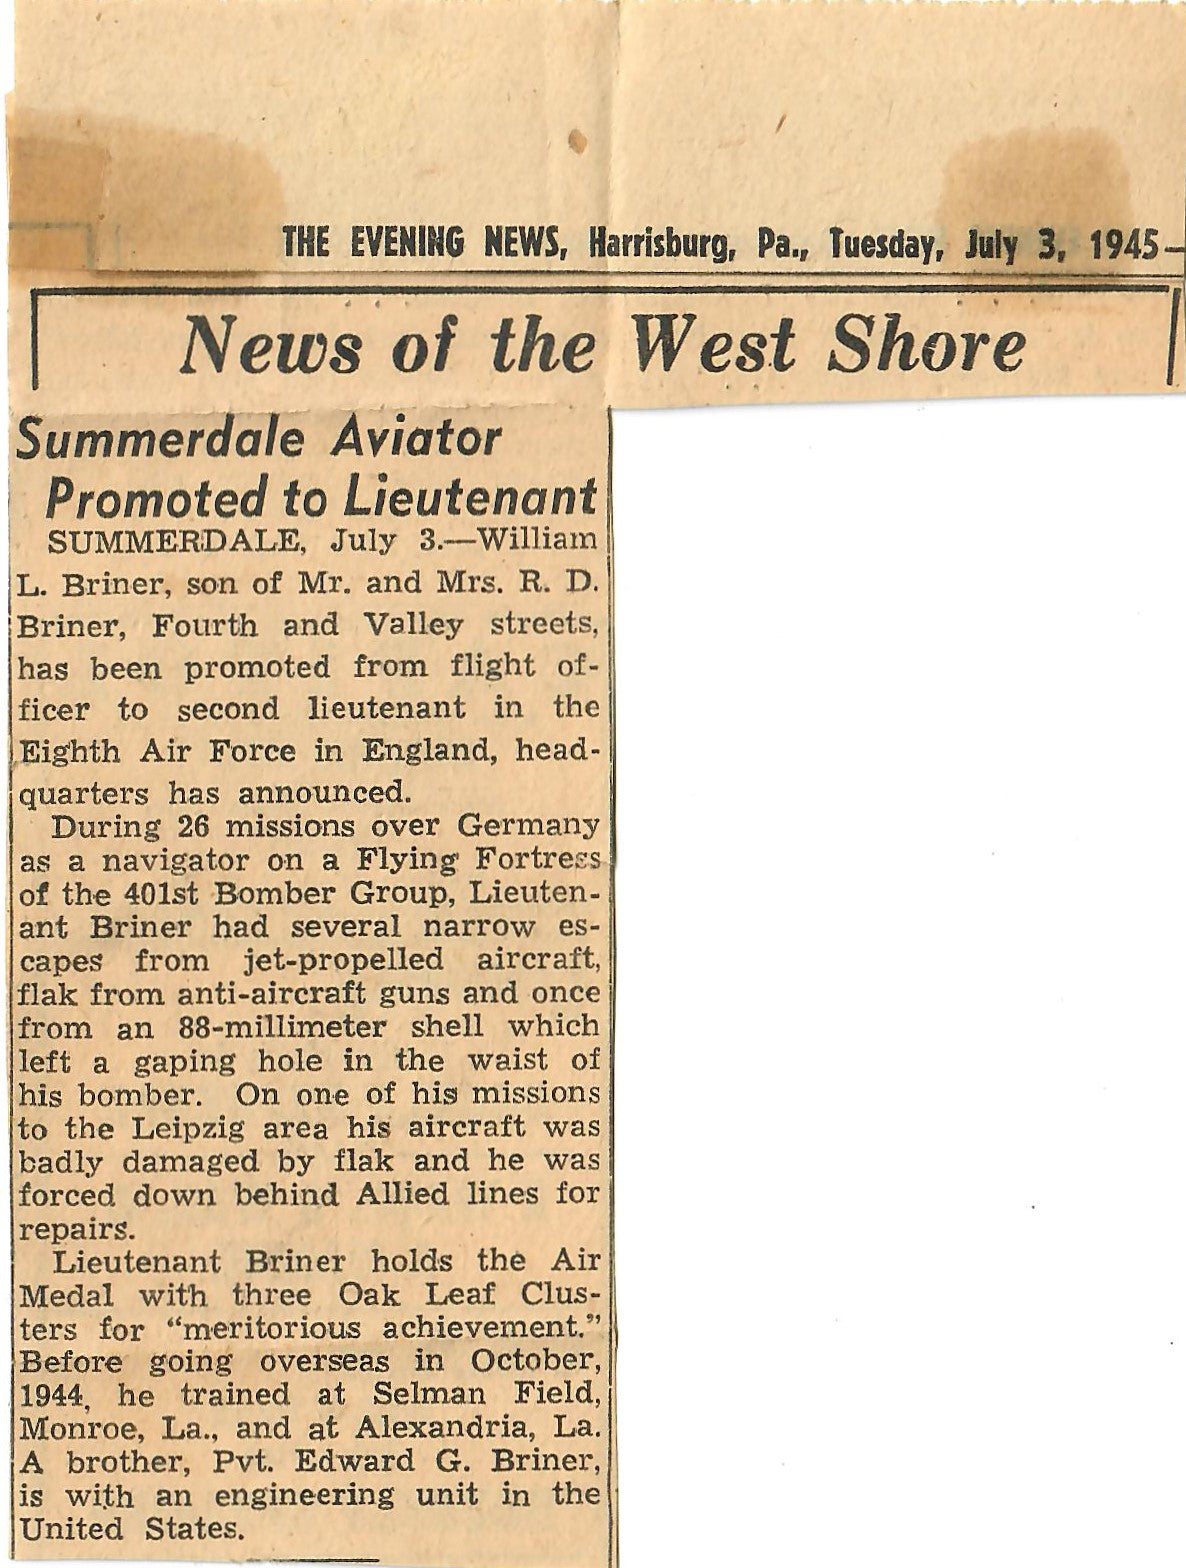 THE EVENING NEWS, Harrisburg, Pa., Tuesday, July 3, 1945—
News of the West Shore
Summerdale Aviator
Promoted to Lieutenant
SUMMERDALE, July 3.—William
L. Briner, son of Mr. and Mrs. R. D.
Briner, Fourth and Valley streets,
has been promoted from flight of-
ficer to second lieutenant in the
Eighth Air Force in England, head-
quarters has announced.
During 26 missions over Germany
as a navigator on a Flying Fortress
of the 401st Bomber Group, Lieuten-
ant Briner had several narrow es-
capes from jet-propelled aircraft,
flak from anti-aircraft guns and once
from an 88-millimeter shell which
left a gaping hole in the waist of
his bomber. On one of his missions
to the Leipzig area his aircraft was
badly damaged by flak and he was
forced down behind Allied lines for
repairs.
Lieutenant Briner holds the Air
Medal with three Oak Leaf Clus-
ters for "meritorious achievement."
Before going overseas in October,
1944, he trained at Selman Field,
Monroe, La., and at Alexandria, La.
A brother, Pvt. Edward G. Briner,
is with an engineering unit in the
United States.